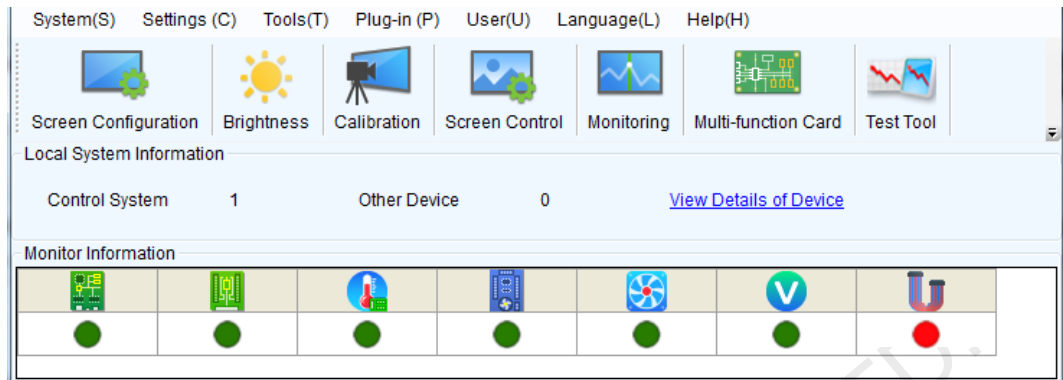 System(S) Settings (C) Tools(T) Plug-in (P) User(U) Language(L) Help(H)
Screen Configuration Brightness Calibration Screen Control Monitoring Multi-function Card Test Tool
Local System Information
Control System 1 Other Device 0 View Details of Device
Monitor Information
V